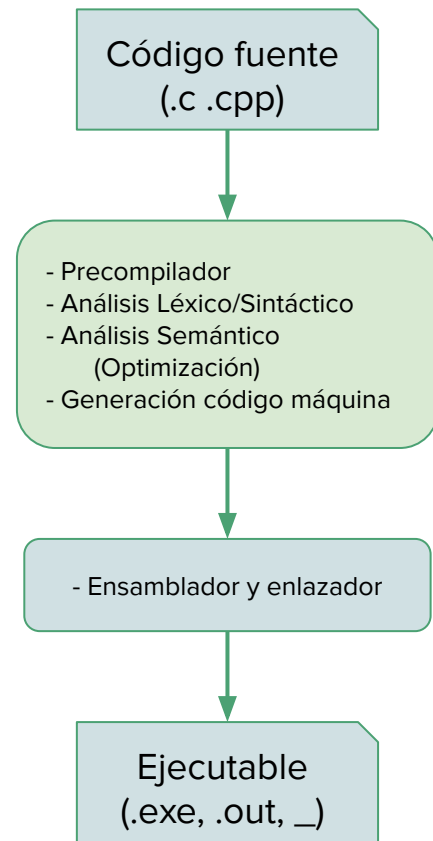 Código fuente
(.c .cpp)
- Precompilador
- Análisis Léxico/Sintáctico
- Análisis Semántico
(Optimización)
- Generación código máquina
- Ensamblador y enlazador
Ejecutable
(.exe, .out, _)